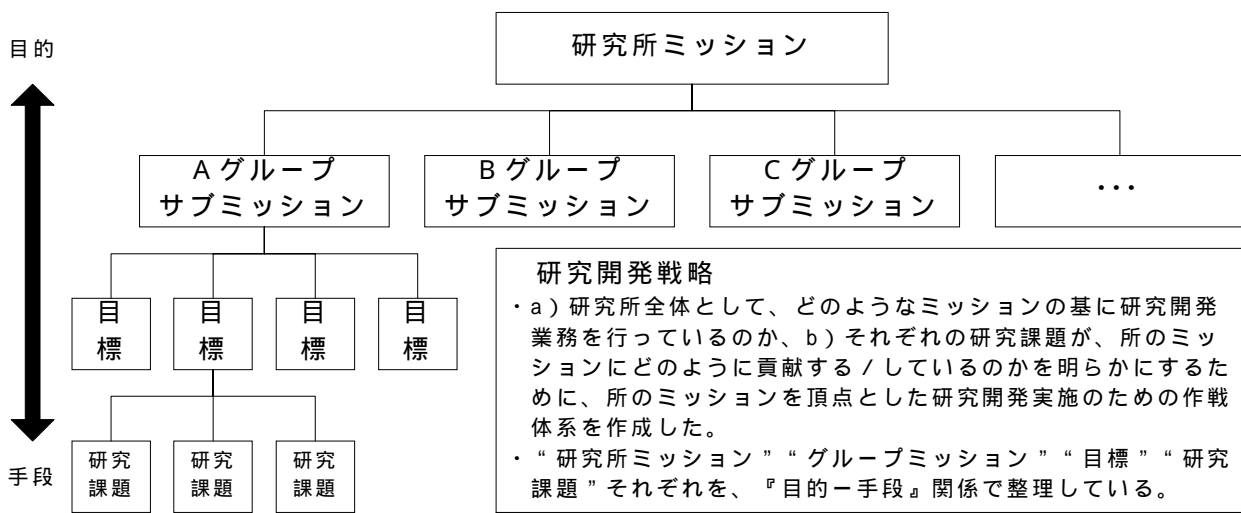 目的
研究所ミッション
Aグループ
サブミッション
Bグループ
サブミッション
Cグループ
サブミッション
・・・
目
標
目
標
目
標
目
標
研究
課題
研究
課題
研究
課題
手段
研究開発戦略
・a)研究所全体として、どのようなミッションの基に研究開発
業務を行っているのか、b)それぞれの研究課題が、所のミッ
ションにどのように貢献する/しているのかを明らかにするた
めに、所のミッションを頂点とした研究開発実施のための作戦
体系を作成した。
・“研究所ミッション”“グループミッション”“目標”“研究
課題”それぞれを、『目的ー手段』関係で整理している。